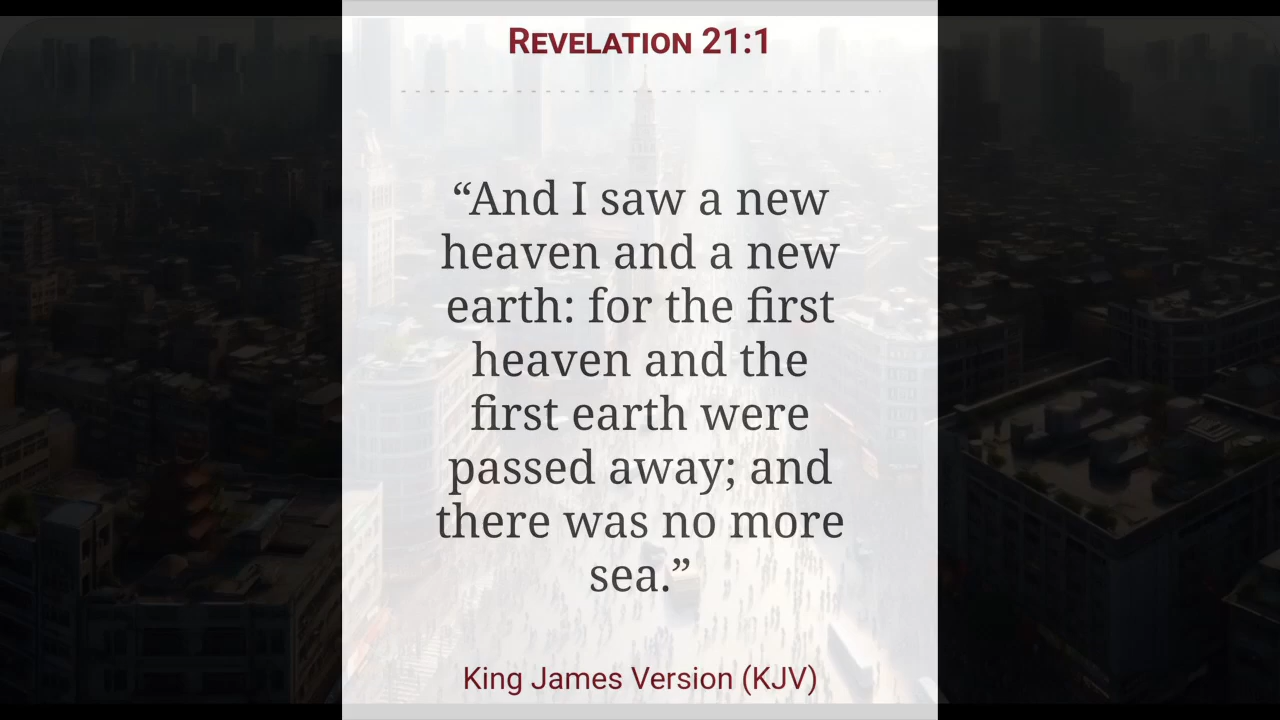 REVELATION 21:1
“And I saw a new
heaven and a new
earth: for the first
heaven and the
first earth were
passed away; and
there was no more
sea.”
King James Version (KJV)